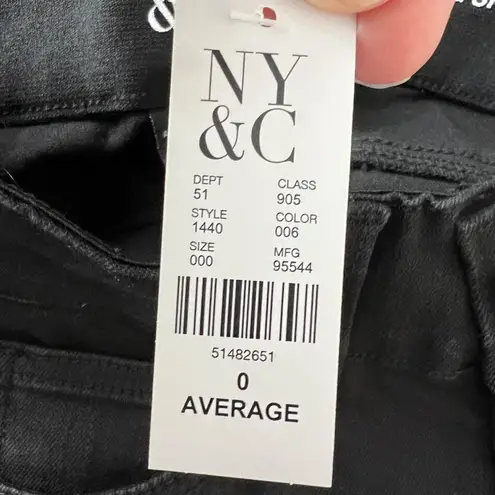 NY
&C
DEPT CLASS
51 905
STYLE COLOR
1440 006
SIZE MFG
000 95544
51482651
0
AVERAGE